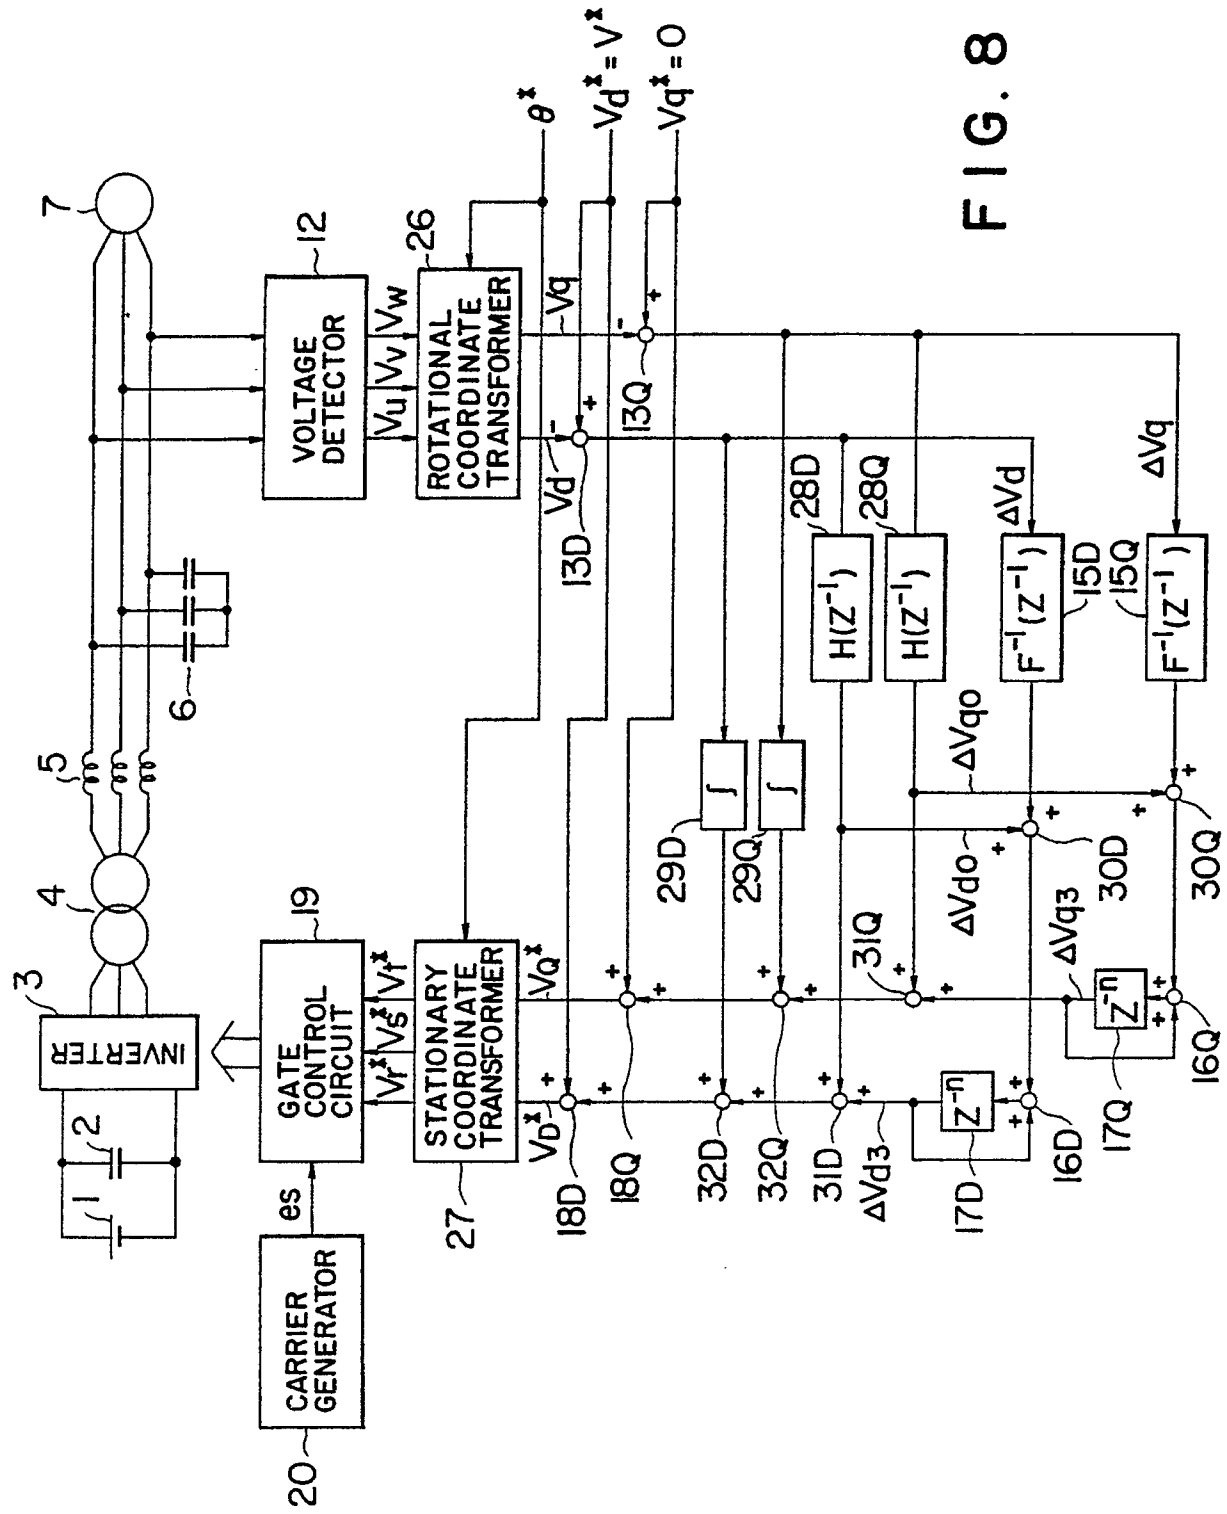 FIG. 8
1
2
3
INVERTER
4
5
6
7
20
CARRIER
GENERATOR
es
19
GATE
CONTROL
CIRCUIT
Vr* Vs* Vt*
27
STATIONARY
COORDINATE
TRANSFORMER
VD*
VQ*
12
VOLTAGE
DETECTOR
Vu Vv Vw
26
ROTATIONAL
COORDINATE
TRANSFORMER
Vd
Vq
θ*
Vd*=V*
Vq*=0
13D
13Q
- +
- +
18D
+ +
18Q
+ +
29D
∫
29Q
∫
32D
+ +
32Q
+ +
28D
H(Z⁻¹)
28Q
H(Z⁻¹)
31D
+ +
31Q
+ +
ΔVd
F⁻¹(Z⁻¹)
15D
ΔVq
F⁻¹(Z⁻¹)
15Q
ΔVdo
ΔVqo
30D
+ +
30Q
+ +
ΔVd3
Z⁻ⁿ
17D
16D
+ +
ΔVq3
Z⁻ⁿ
17Q
16Q
+ +